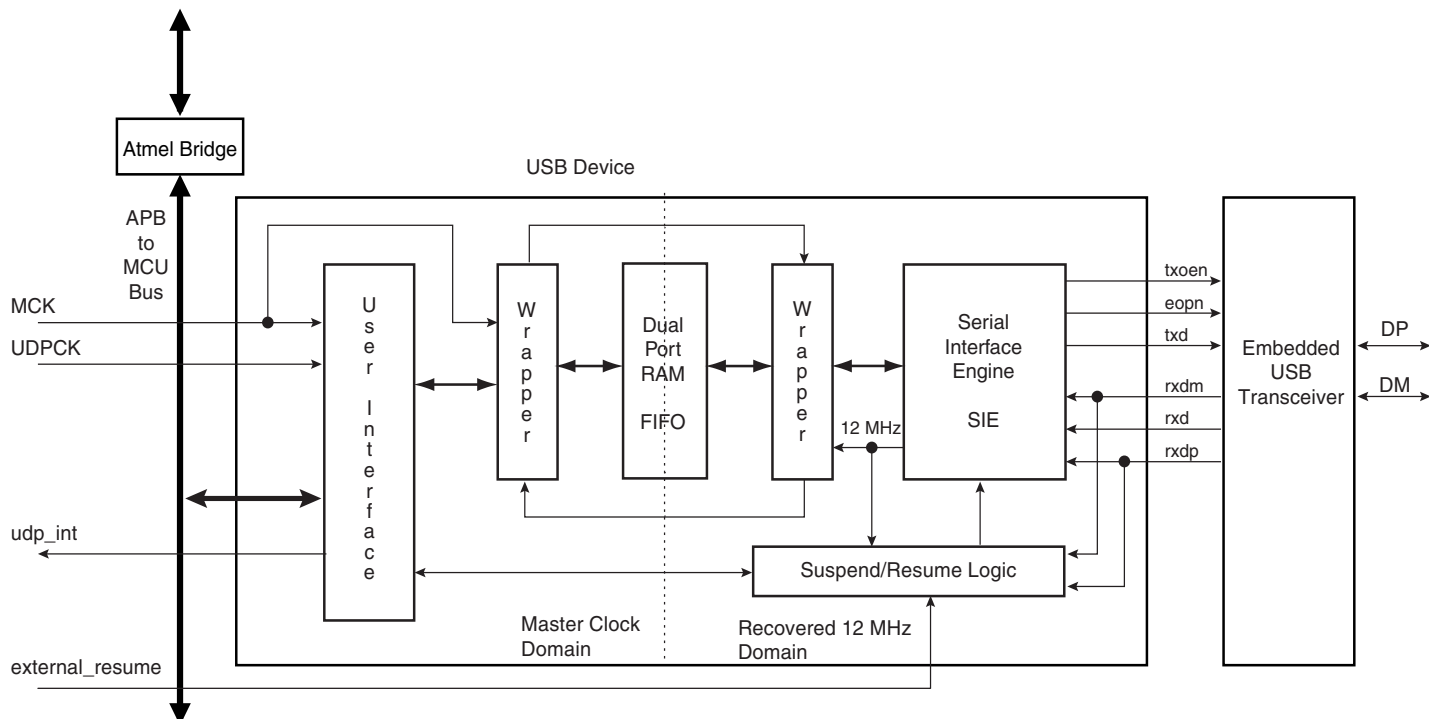 Atmel Bridge
USB Device
APB
to
MCU
Bus
MCK
UDPCK
udp_int
external_resume
User Interface
Wrapper
Dual
Port
RAM
FIFO
Wrapper
12 MHz
Serial
Interface
Engine
SIE
Suspend/Resume Logic
Master Clock
Domain
Recovered 12 MHz
Domain
txoen
eopn
txd
rxdm
rxd
rxdp
Embedded
USB
Transceiver
DP
DM